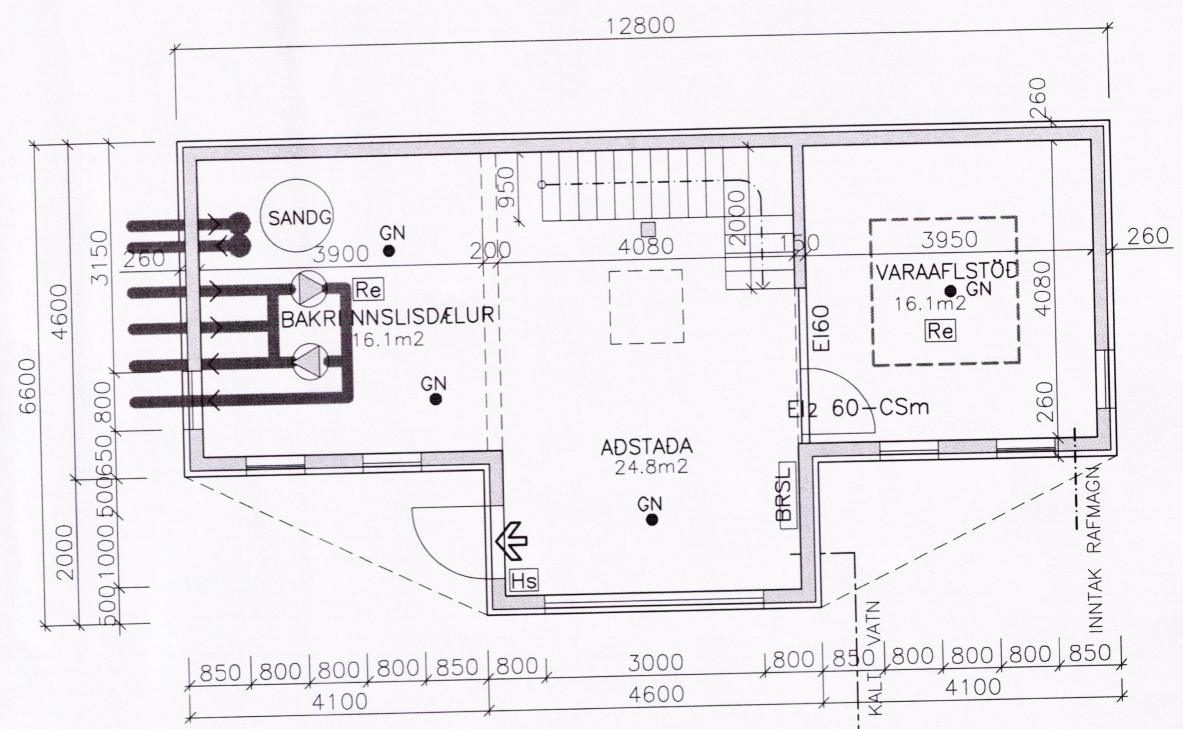 12800
260
950
SANDG
GN
2000
3150
4600
6600
260
3900
200
4080
150
3950
260
Re
VARAAFLSTÖÐ
16.1m2
GN
4080
BAKRENNSLISDÆLUR
16.1m2
EI60
Re
800
GN
EI2 60-CSm
260
650
AÐSTAÐA
24.8m2
500
BRSL
GN
2000
1000
Hs
500
INNTAK RAFMAGN
KALT VATN
850 800 800 800 850 800 3000 800 850 800 800 800 850
4100 4600 4100